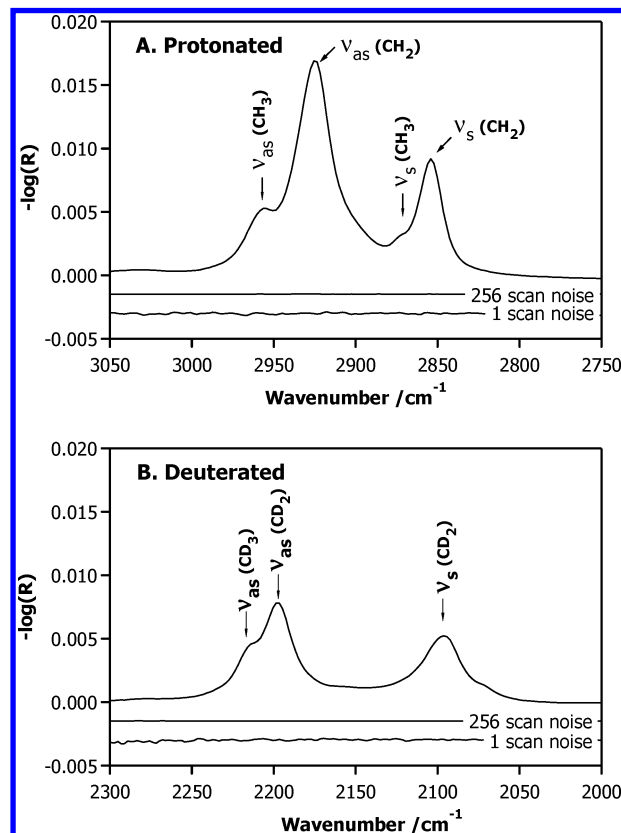 A. Protonated
νas (CH3)
νas (CH2)
νs (CH3)
νs (CH2)
-log(R)
0.020
0.015
0.010
0.005
0.000
-0.005
256 scan noise
1 scan noise
3050 3000 2950 2900 2850 2800 2750
Wavenumber /cm-1
B. Deuterated
νas (CD3)
νas (CD2)
νs (CD2)
-log(R)
0.020
0.015
0.010
0.005
0.000
-0.005
256 scan noise
1 scan noise
2300 2250 2200 2150 2100 2050 2000
Wavenumber /cm-1